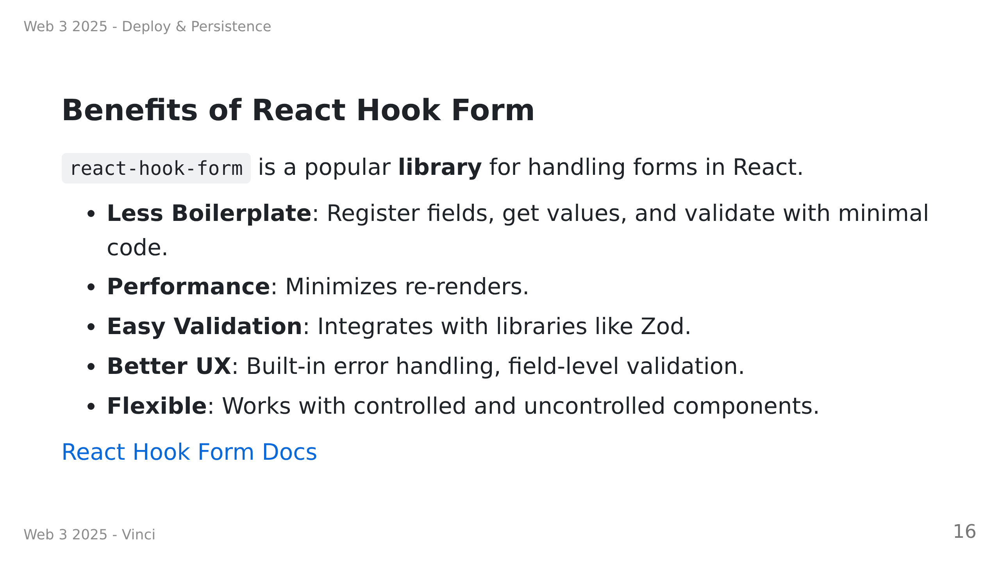 Web 3 2025 - Deploy & Persistence
Benefits of React Hook Form
react-hook-form is a popular library for handling forms in React.
• Less Boilerplate: Register fields, get values, and validate with minimal
code.
• Performance: Minimizes re-renders.
• Easy Validation: Integrates with libraries like Zod.
• Better UX: Built-in error handling, field-level validation.
• Flexible: Works with controlled and uncontrolled components.
React Hook Form Docs
Web 3 2025 - Vinci
16